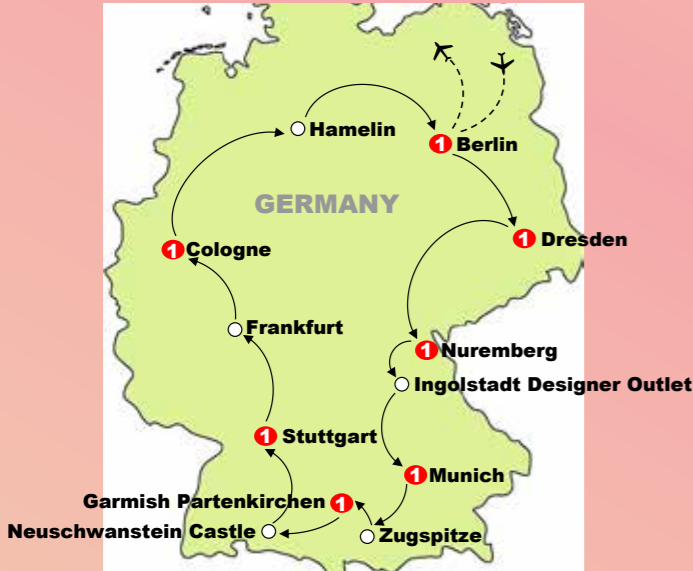 Hamelin
1 Berlin
GERMANY
1 Dresden
1 Cologne
Frankfurt
1 Nuremberg
Ingolstadt Designer Outlet
1 Stuttgart
1 Munich
Garmish Partenkirchen 1
Neuschwanstein Castle
Zugspitze